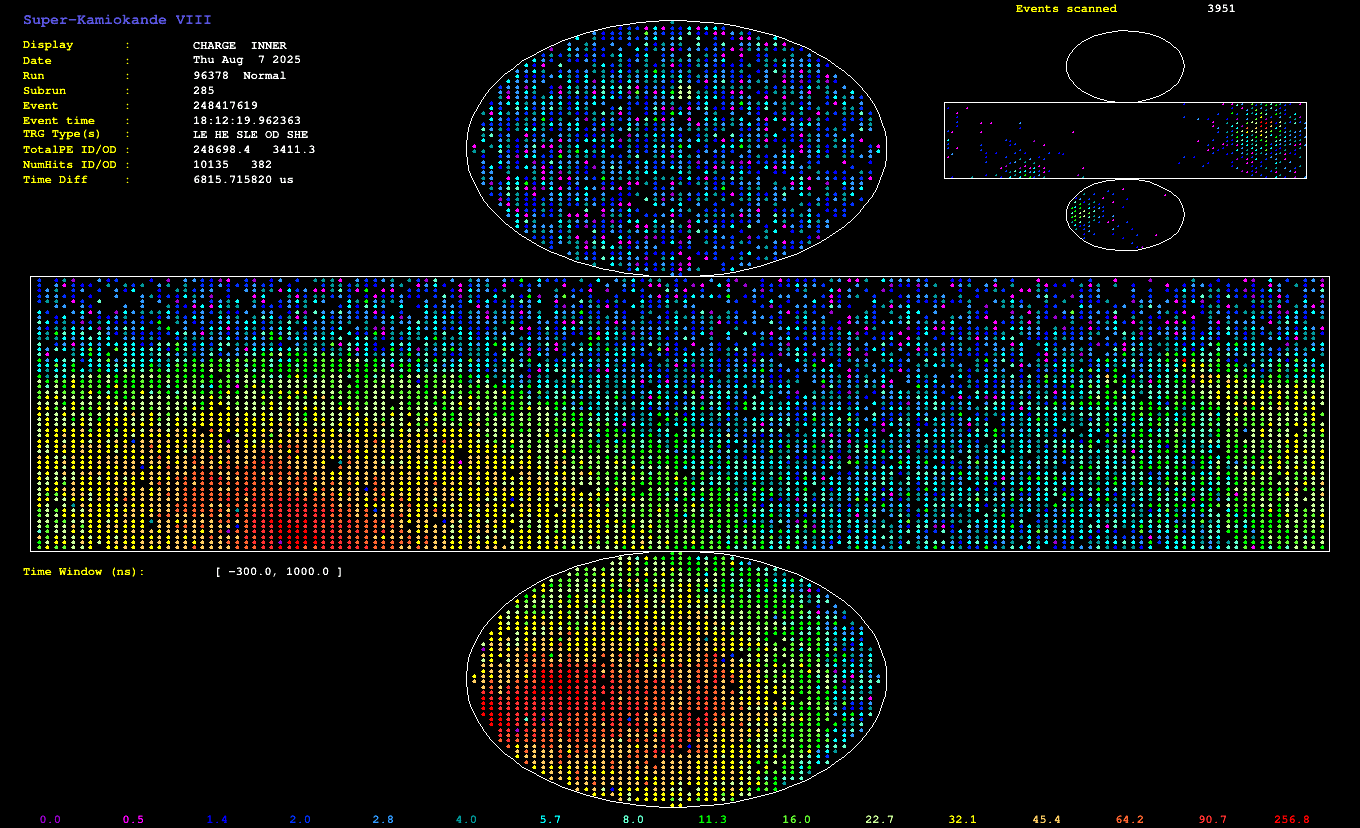 Super-Kamiokande VIII
Events scanned 3951
Display : CHARGE INNER
Date : Thu Aug 7 2025
Run : 96378 Normal
Subrun : 285
Event : 248417619
Event time : 18:12:19.962363
TRG Type(s) : LE HE SLE OD SHE
TotalPE ID/OD : 248698.4 3411.3
NumHits ID/OD : 10135 382
Time Diff : 6815.715820 us
Time Window (ns): [ -300.0, 1000.0 ]
0.0 0.5 1.4 2.0 2.8 4.0 5.7 8.0 11.3 16.0 22.7 32.1 45.4 64.2 90.7 256.8